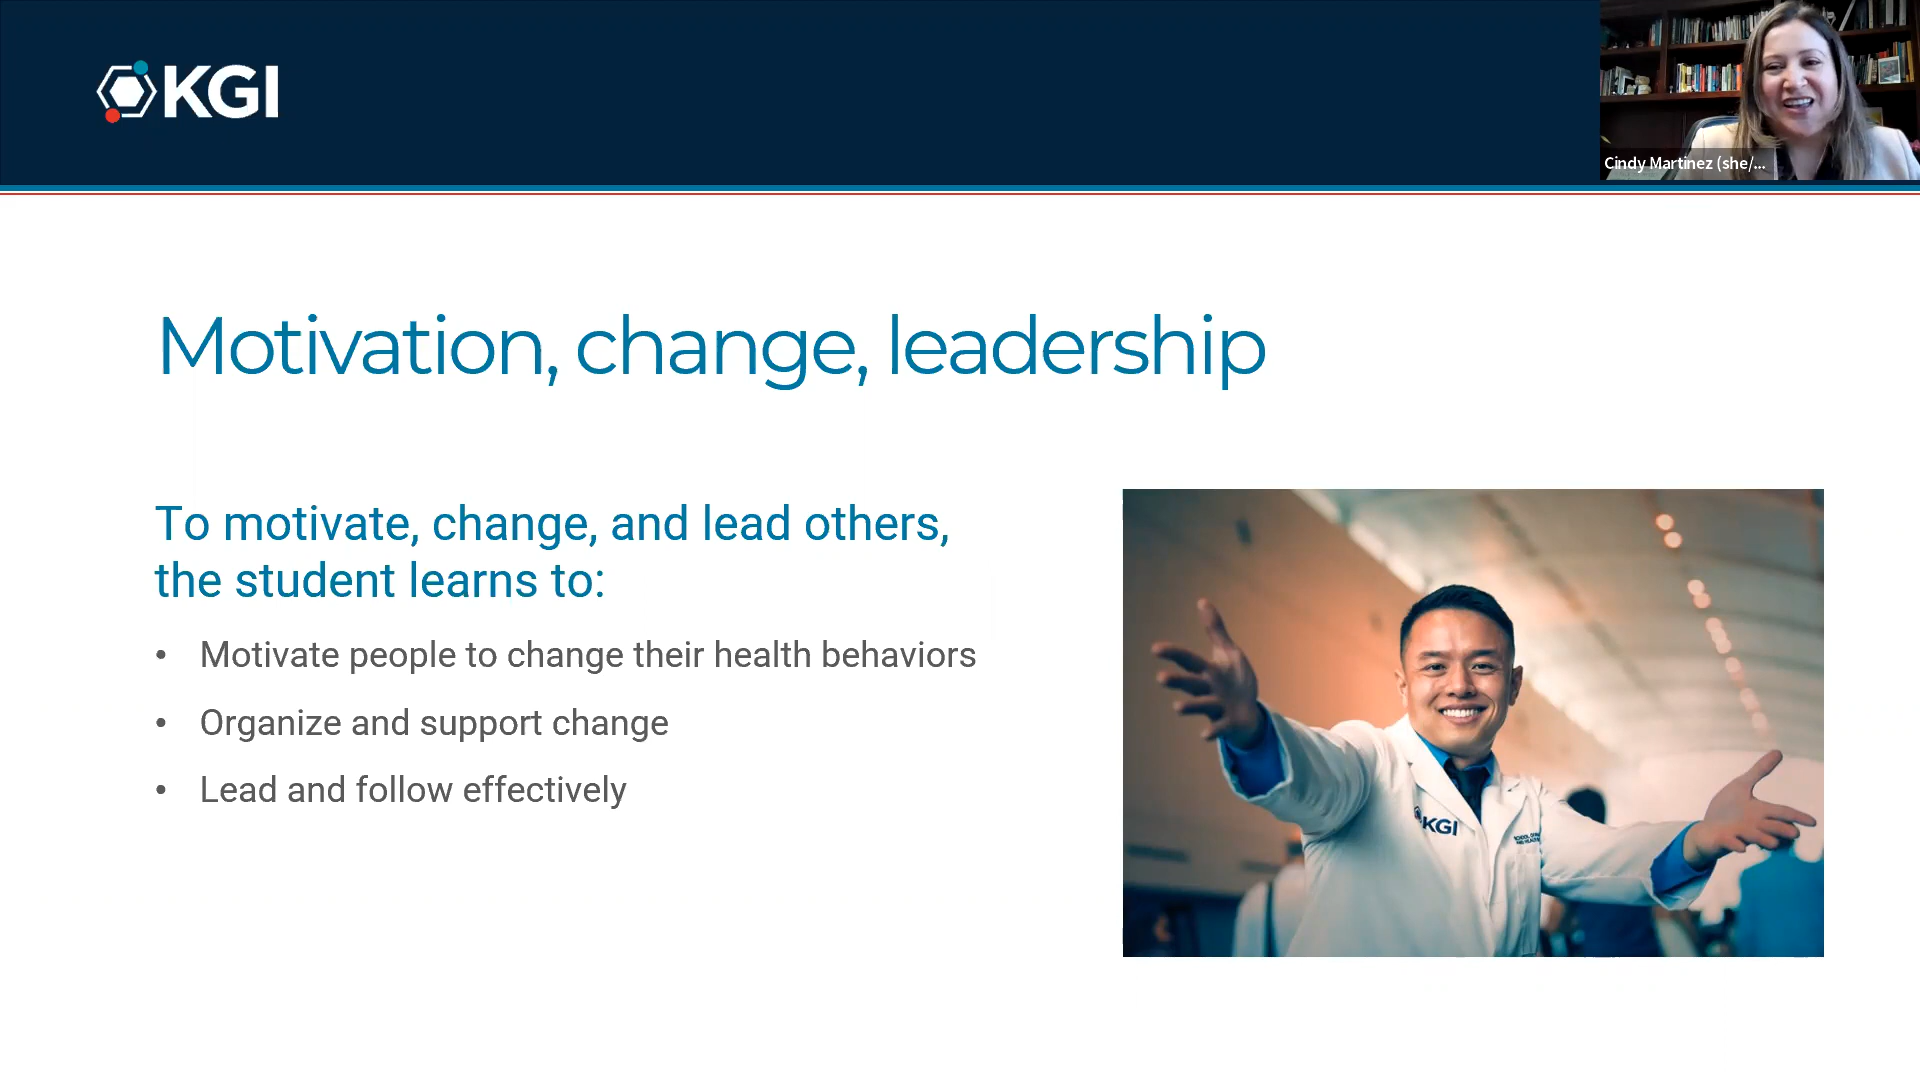 KGI
Cindy Martinez (she/...
Motivation, change, leadership
To motivate, change, and lead others,
the student learns to:
• Motivate people to change their health behaviors
• Organize and support change
• Lead and follow effectively
KGI